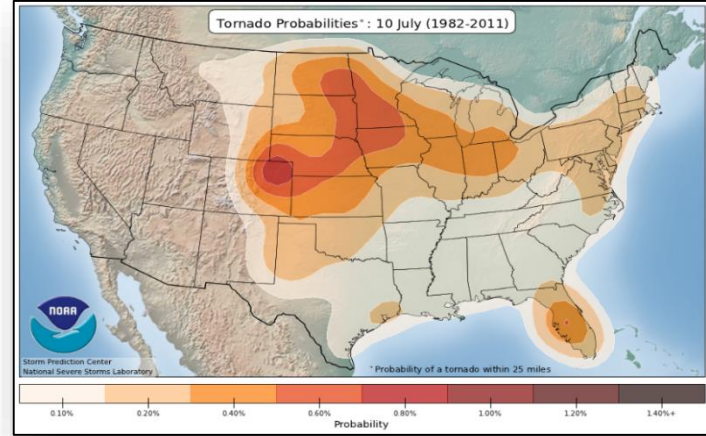 Tornado Probabilities*: 10 July (1982-2011)
NOAA
Storm Prediction Center
National Severe Storms Laboratory
*Probability of a tornado within 25 miles
0.10% 0.20% 0.40% 0.60% 0.80% 1.00% 1.20% 1.40%+
Probability